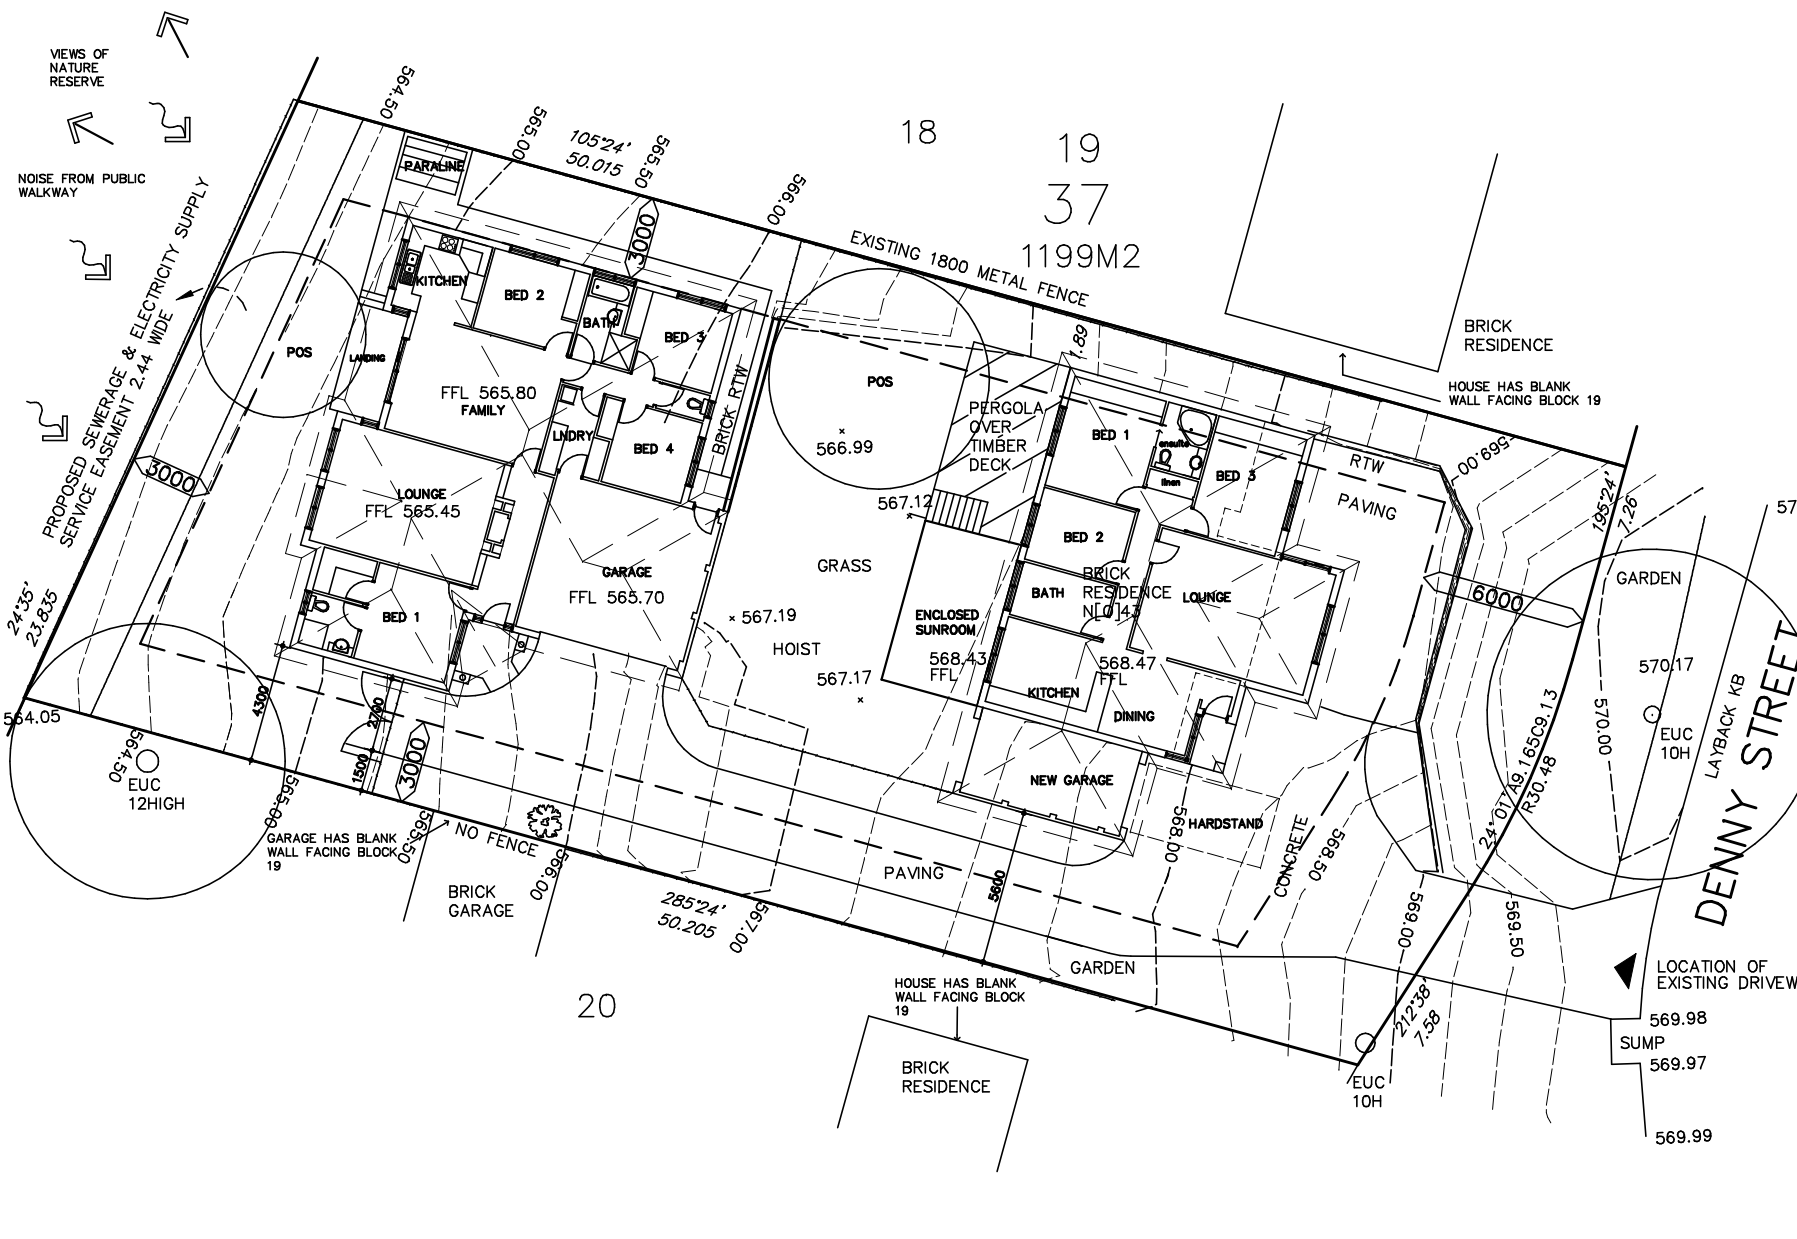 VIEWS OF
NATURE
RESERVE
NOISE FROM PUBLIC
WALKWAY
PROPOSED SEWERAGE & ELECTRICITY SUPPLY
SERVICE EASEMENT 2.44 WIDE
24°35'
23.835
564.50
565.00
105°24'
50.015
565.50
566.00
18
19
37
1199M2
EXISTING 1800 METAL FENCE
BRICK
RESIDENCE
HOUSE HAS BLANK
WALL FACING BLOCK 19
PARALINE
3000
KITCHEN
BED 2
BATH
BED 3
POS
LANDING
FFL 565.80
FAMILY
LNDRY
BED 4
BRICK RTW
3000
LOUNGE
FFL 565.45
GARAGE
FFL 565.70
BED 1
POS
566.99
567.12
GRASS
567.19
HOIST
567.17
1.89
PERGOLA
OVER
TIMBER
DECK
BED 1
ensuite
linen
BED 3
BED 2
BATH
BRICK
RESIDENCE
N[O]43
LOUNGE
ENCLOSED
SUNROOM
568.43
FFL
568.47
FFL
KITCHEN
DINING
NEW GARAGE
HARDSTAND
RTW
PAVING
569.00
195°24'
7.26
57
GARDEN
6000
570.17
570.00
EUC
10H
LAYBACK KB
DENNY STREET
24° 01' A9.165C9.13
R30.48
564.05
564.50
EUC
12HIGH
4300
2700
1500
3000
565.00
GARAGE HAS BLANK
WALL FACING BLOCK
19
565.50
NO FENCE
BRICK
GARAGE
566.00
285°24'
50.205
567.00
PAVING
5600
568.00
CONCRETE
568.50
569.00
569.50
GARDEN
HOUSE HAS BLANK
WALL FACING BLOCK
19
BRICK
RESIDENCE
20
212°38'
7.58
EUC
10H
LOCATION OF
EXISTING DRIVEW
569.98
SUMP
569.97
569.99